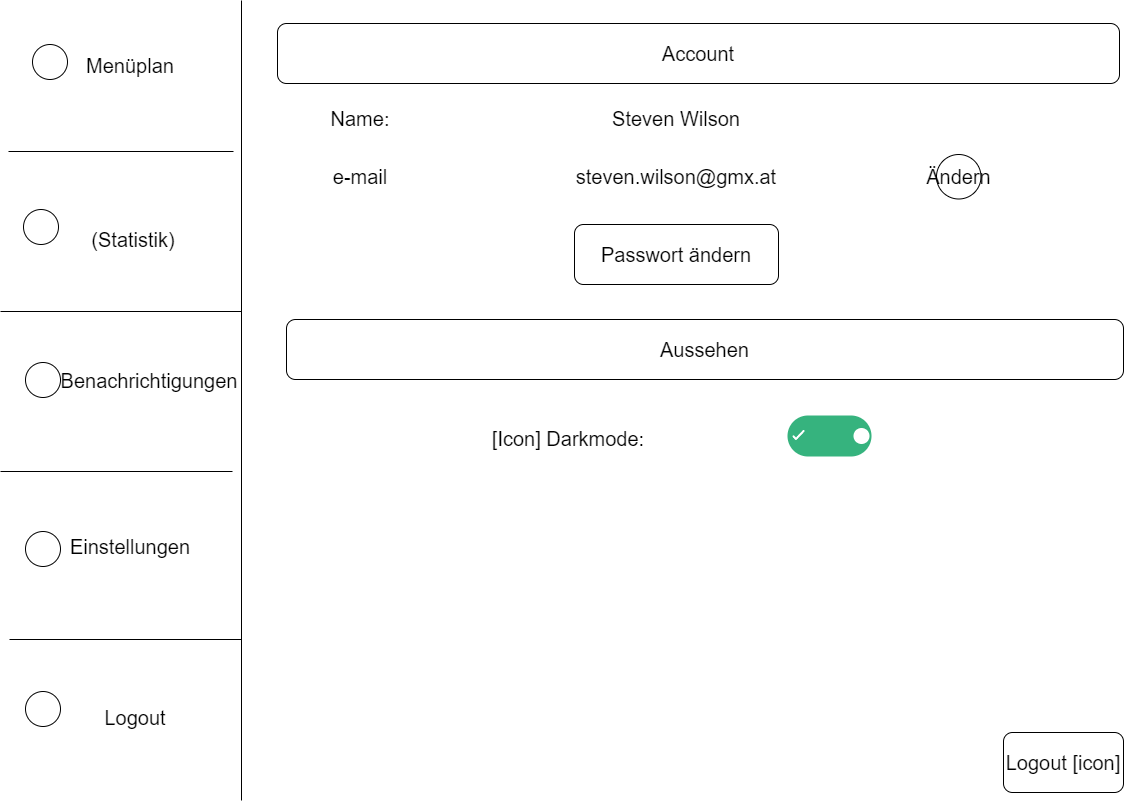 Menüplan
(Statistik)
Benachrichtigungen
Einstellungen
Logout
Account
Name: Steven Wilson
e-mail steven.wilson@gmx.at Ändern
Passwort ändern
Aussehen
[Icon] Darkmode:
Logout [icon]